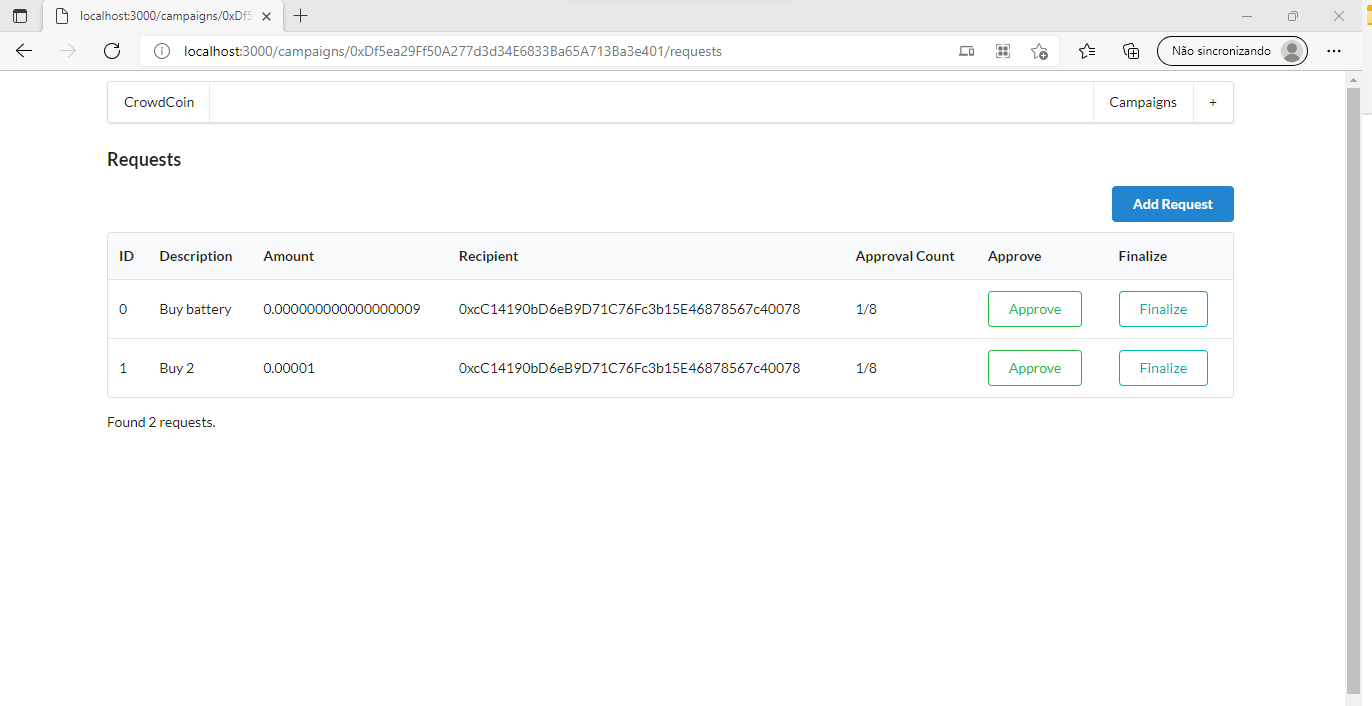 localhost:3000/campaigns/0xDf5
localhost:3000/campaigns/0xDf5ea29Ff50A277d3d34E6833Ba65A713Ba3e401/requests
Não sincronizando
CrowdCoin
Campaigns
+
Requests
Add Request
ID Description Amount Recipient Approval Count Approve Finalize
0 Buy battery 0.000000000000000009 0xcC14190bD6eB9D71C76Fc3b15E46878567c40078 1/8 Approve Finalize
1 Buy 2 0.00001 0xcC14190bD6eB9D71C76Fc3b15E46878567c40078 1/8 Approve Finalize
Found 2 requests.